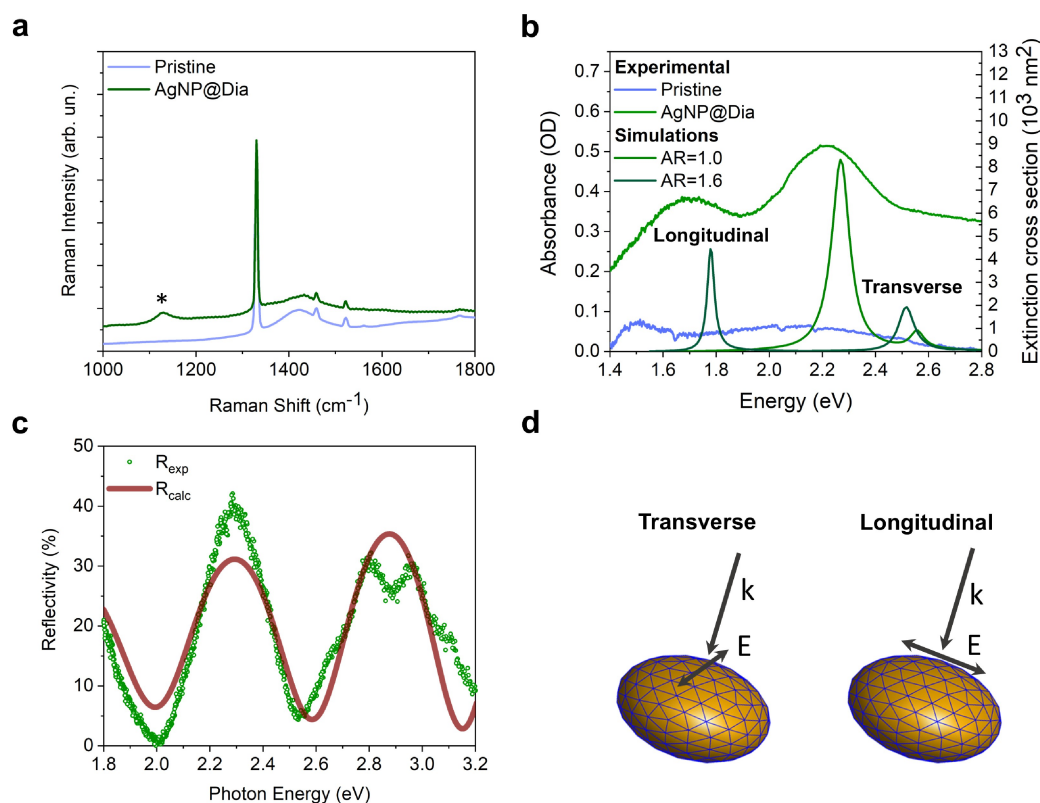 a
Pristine
AgNP@Dia
Raman Intensity (arb. un.)
*
1000 1200 1400 1600 1800
Raman Shift (cm-1)
b
Experimental
Pristine
AgNP@Dia
Simulations
AR=1.0
AR=1.6
Longitudinal
Transverse
Absorbance (OD)
0.7
0.6
0.5
0.4
0.3
0.2
0.1
0.0
Extinction cross section (10³ nm²)
13
12
11
10
9
8
7
6
5
4
3
2
1
0
1.4 1.6 1.8 2.0 2.2 2.4 2.6 2.8
Energy (eV)
c
Rexp
Rcalc
Reflectivity (%)
50
40
30
20
10
0
1.8 2.0 2.2 2.4 2.6 2.8 3.0 3.2
Photon Energy (eV)
d
Transverse
k
E
Longitudinal
k
E